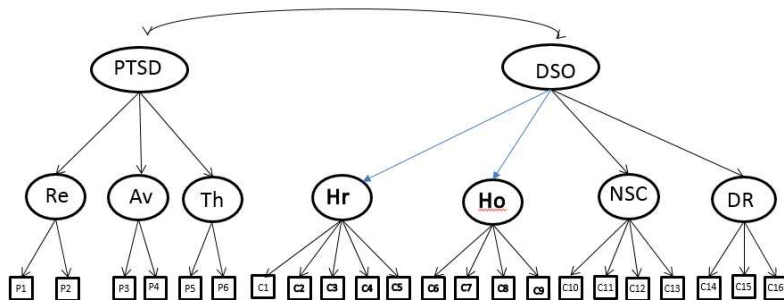 PTSD DSO
Re Av Th Hr Ho NSC DR
P1 P2 P3 P4 P5 P6 C1 C2 C3 C4 C5 C6 C7 C8 C9 C10 C11 C12 C13 C14 C15 C16